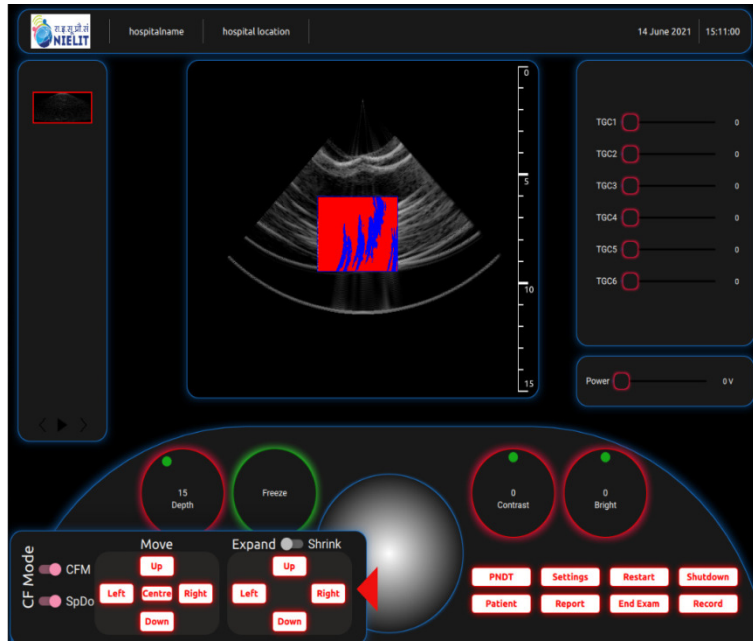 रा.इ.सू.प्रौ.सं
NIELIT
hospitalname
hospital location
14 June 2021
15:11:00
0
5
10
15
TGC1 0
TGC2 0
TGC3 0
TGC4 0
TGC5 0
TGC6 0
Power 0 V
15
Depth
Freeze
0
Contrast
0
Bright
CF Mode
CFM
SpDo
Move
Up
Left Centre Right
Down
Expand Shrink
Up
Left Right
Down
PNDT Settings Restart Shutdown
Patient Report End Exam Record